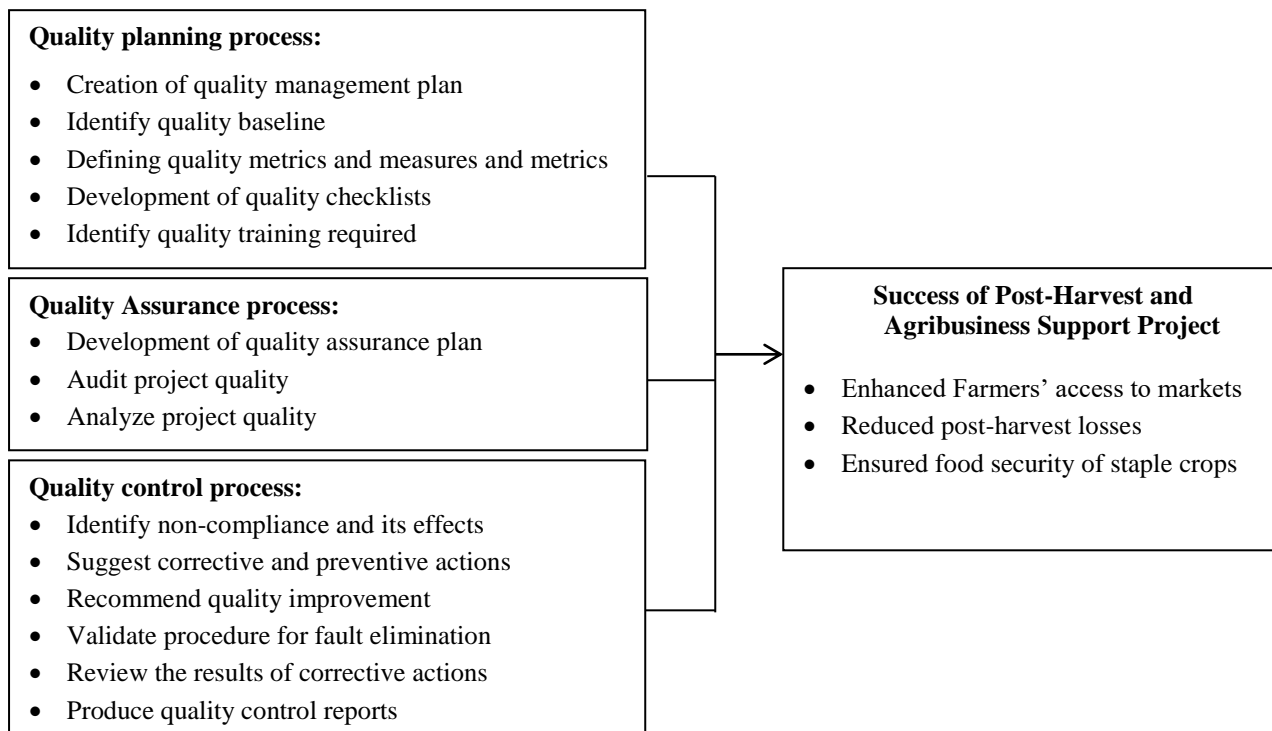 Quality planning process:
• Creation of quality management plan
• Identify quality baseline
• Defining quality metrics and measures and metrics
• Development of quality checklists
• Identify quality training required
Quality Assurance process:
• Development of quality assurance plan
• Audit project quality
• Analyze project quality
Quality control process:
• Identify non-compliance and its effects
• Suggest corrective and preventive actions
• Recommend quality improvement
• Validate procedure for fault elimination
• Review the results of corrective actions
• Produce quality control reports
Success of Post-Harvest and
Agribusiness Support Project
• Enhanced Farmers’ access to markets
• Reduced post-harvest losses
• Ensured food security of staple crops